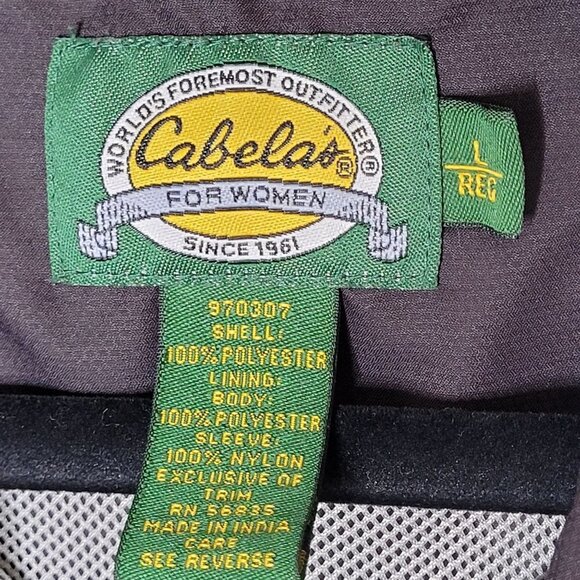 WORLD'S FOREMOST OUTFITTER®
Cabela's®
FOR WOMEN
SINCE 1961
L
REG
970307
SHELL:
100% POLYESTER
LINING:
BODY:
100% POLYESTER
SLEEVE:
100% NYLON
EXCLUSIVE OF
TRIM
RN 56835
MADE IN INDIA
CARE
SEE REVERSE